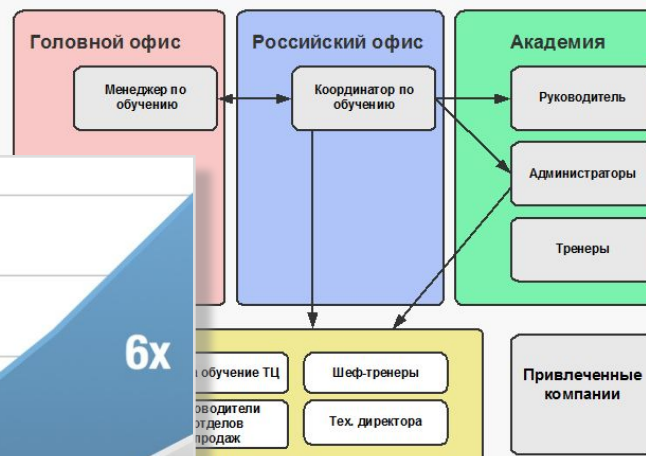 Головной офис
Российский офис
Академия
Менеджер по
обучению
Координатор по
обучению
Руководитель
Администраторы
Тренеры
6x
обучение ТЦ
Шеф-тренеры
Привлеченные
компании
отделов
продаж
Тех. директора